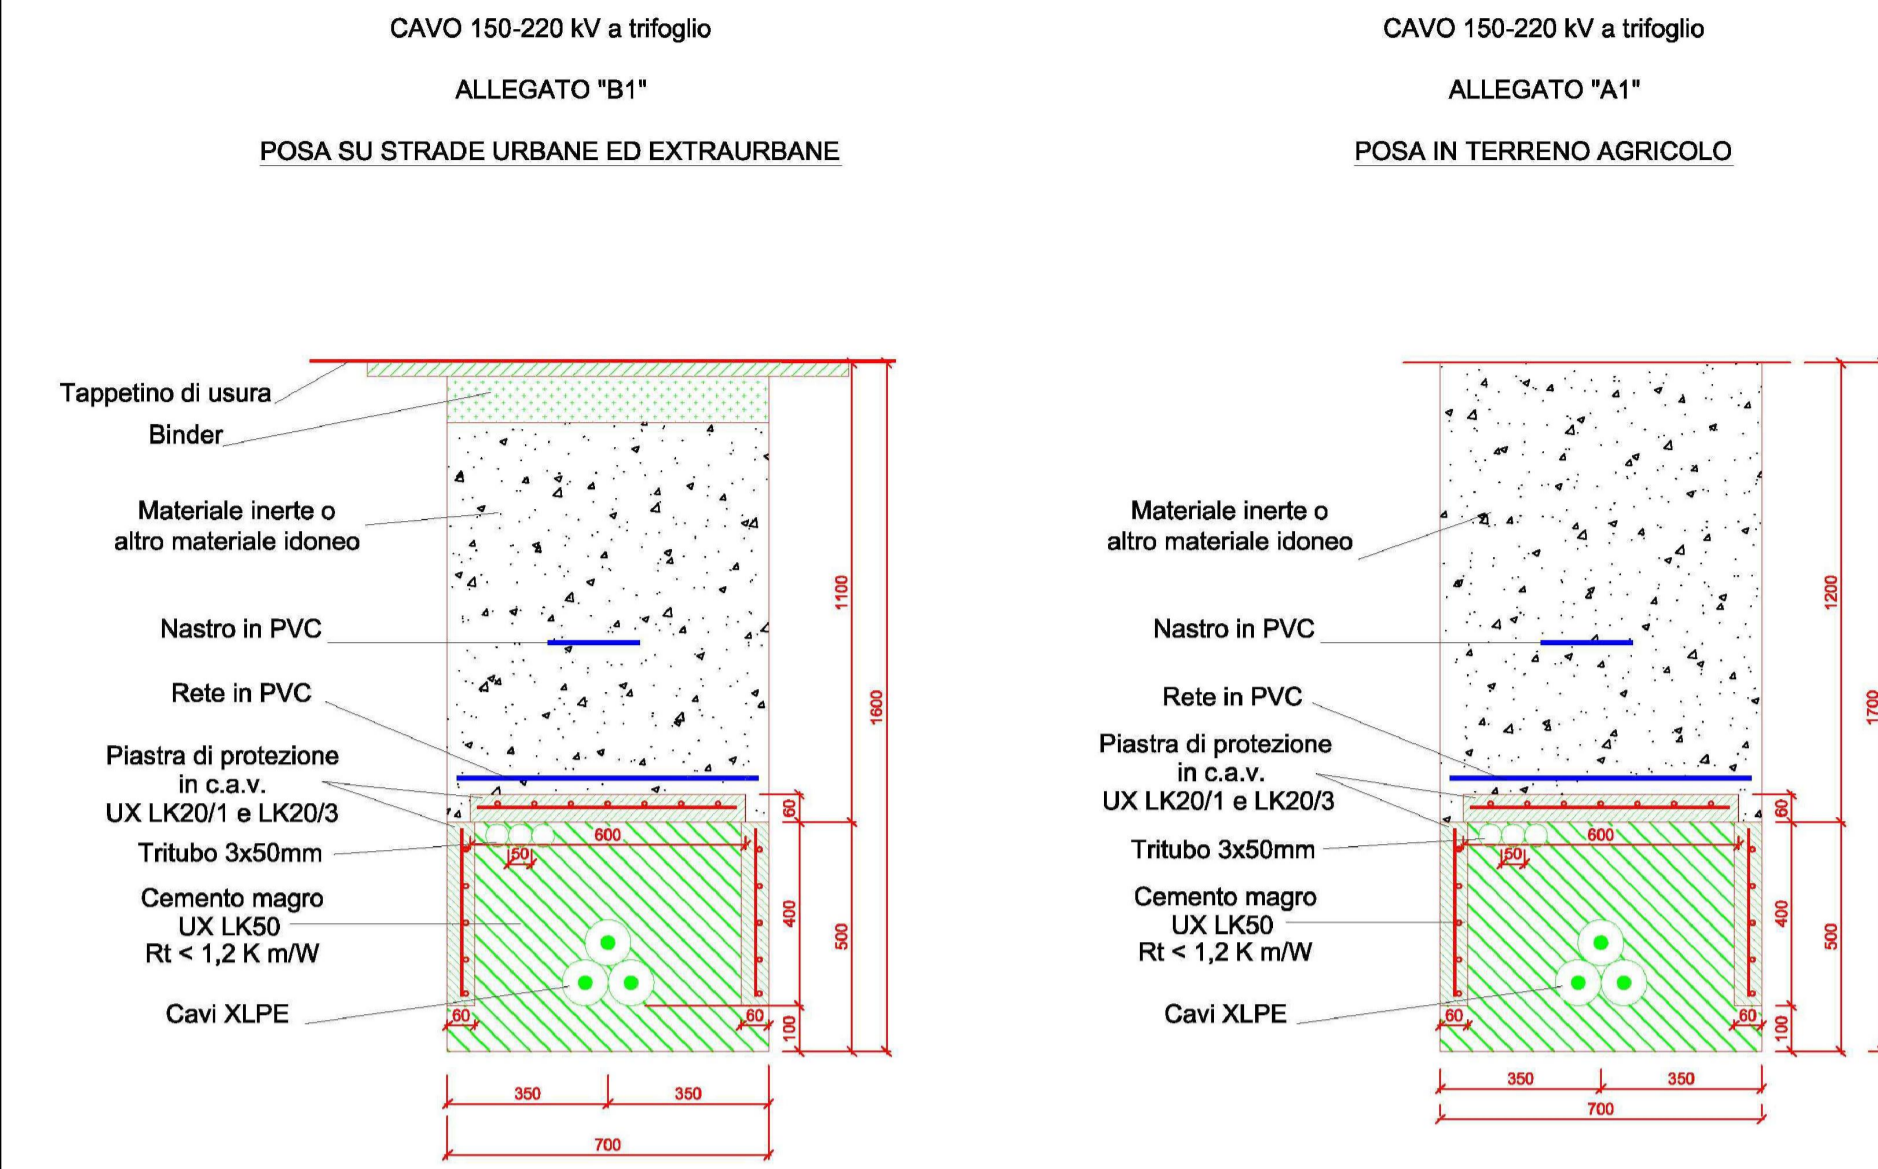 CAVO 150-220 kV a trifoglio
ALLEGATO "B1"
POSA SU STRADE URBANE ED EXTRAURBANE
Tappetino di usura
Binder
Materiale inerte o
altro materiale idoneo
Nastro in PVC
Rete in PVC
Piastra di protezione
in c.a.v.
UX LK20/1 e LK20/3
Tritubo 3x50mm
Cemento magro
UX LK50
Rt < 1,2 K m/W
Cavi XLPE
1100
1600
60
600
50
400
500
60
60
100
350
350
700
CAVO 150-220 kV a trifoglio
ALLEGATO "A1"
POSA IN TERRENO AGRICOLO
Materiale inerte o
altro materiale idoneo
Nastro in PVC
Rete in PVC
Piastra di protezione
in c.a.v.
UX LK20/1 e LK20/3
Tritubo 3x50mm
Cemento magro
UX LK50
Rt < 1,2 K m/W
Cavi XLPE
1200
1700
60
600
50
400
500
60
60
100
350
350
700